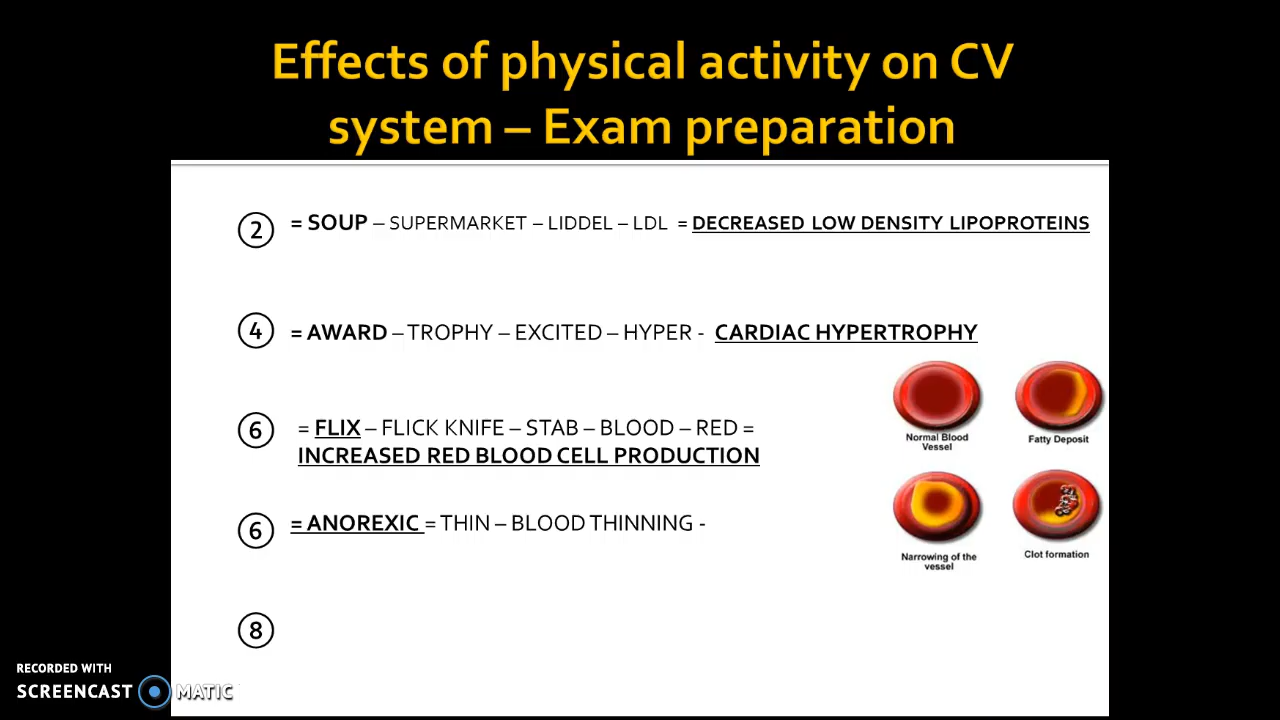 Effects of physical activity on CV
system – Exam preparation
2 = SOUP – SUPERMARKET – LIDDEL – LDL = DECREASED LOW DENSITY LIPOPROTEINS
4 = AWARD – TROPHY – EXCITED – HYPER - CARDIAC HYPERTROPHY
6 = FLIX – FLICK KNIFE – STAB – BLOOD – RED =
INCREASED RED BLOOD CELL PRODUCTION
6 = ANOREXIC = THIN – BLOOD THINNING -
8
Normal Blood
Vessel
Fatty Deposit
Narrowing of the
vessel
Clot formation
RECORDED WITH
SCREENCAST MATIC